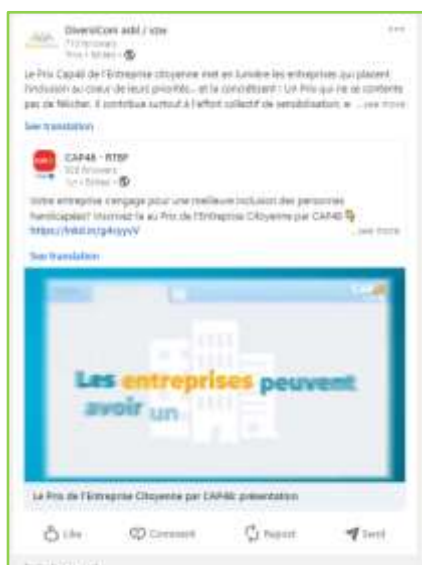 DiversiCom asbl / vzw
Le Prix Cap48 de l'Entreprise citoyenne met en lumière les entreprises qui placent
l'inclusion au coeur de leurs priorités... et la concrétisent ! Un Prix qui ne se contente
pas de féliciter, il contribue surtout à l'effort collectif de sensibilisation, e ...see more
See translation
CAP48 - RTBF
Votre entreprise s'engage pour une meilleure inclusion des personnes
handicapées? Inscrivez-la au Prix de l'Entreprise Citoyenne par CAP48
...see more
See translation
Les entreprises peuvent
avoir un
Le Prix de l'Entreprise Citoyenne par CAP48: présentation
Like Comment Repost Send